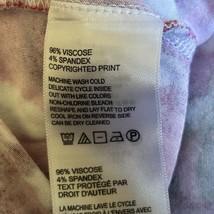 96% VISCOSE
4% SPANDEX
COPYRIGHTED PRINT
MACHINE WASH COLD
DELICATE CYCLE INSIDE
OUT WITH LIKE COLORS
NON-CHLORINE BLEACH
RESHAPE AND LAY FLAT TO DRY
COOL IRON ON REVERSE SIDE
CAN BE DRY CLEANED
96% VISCOSE
4% SPANDEX
TEXT PROTÉGÉ PAR
DROIT D'AUTEUR
LA MACHINE LAVE LE CYCLE
À L'ENVERS AVEC